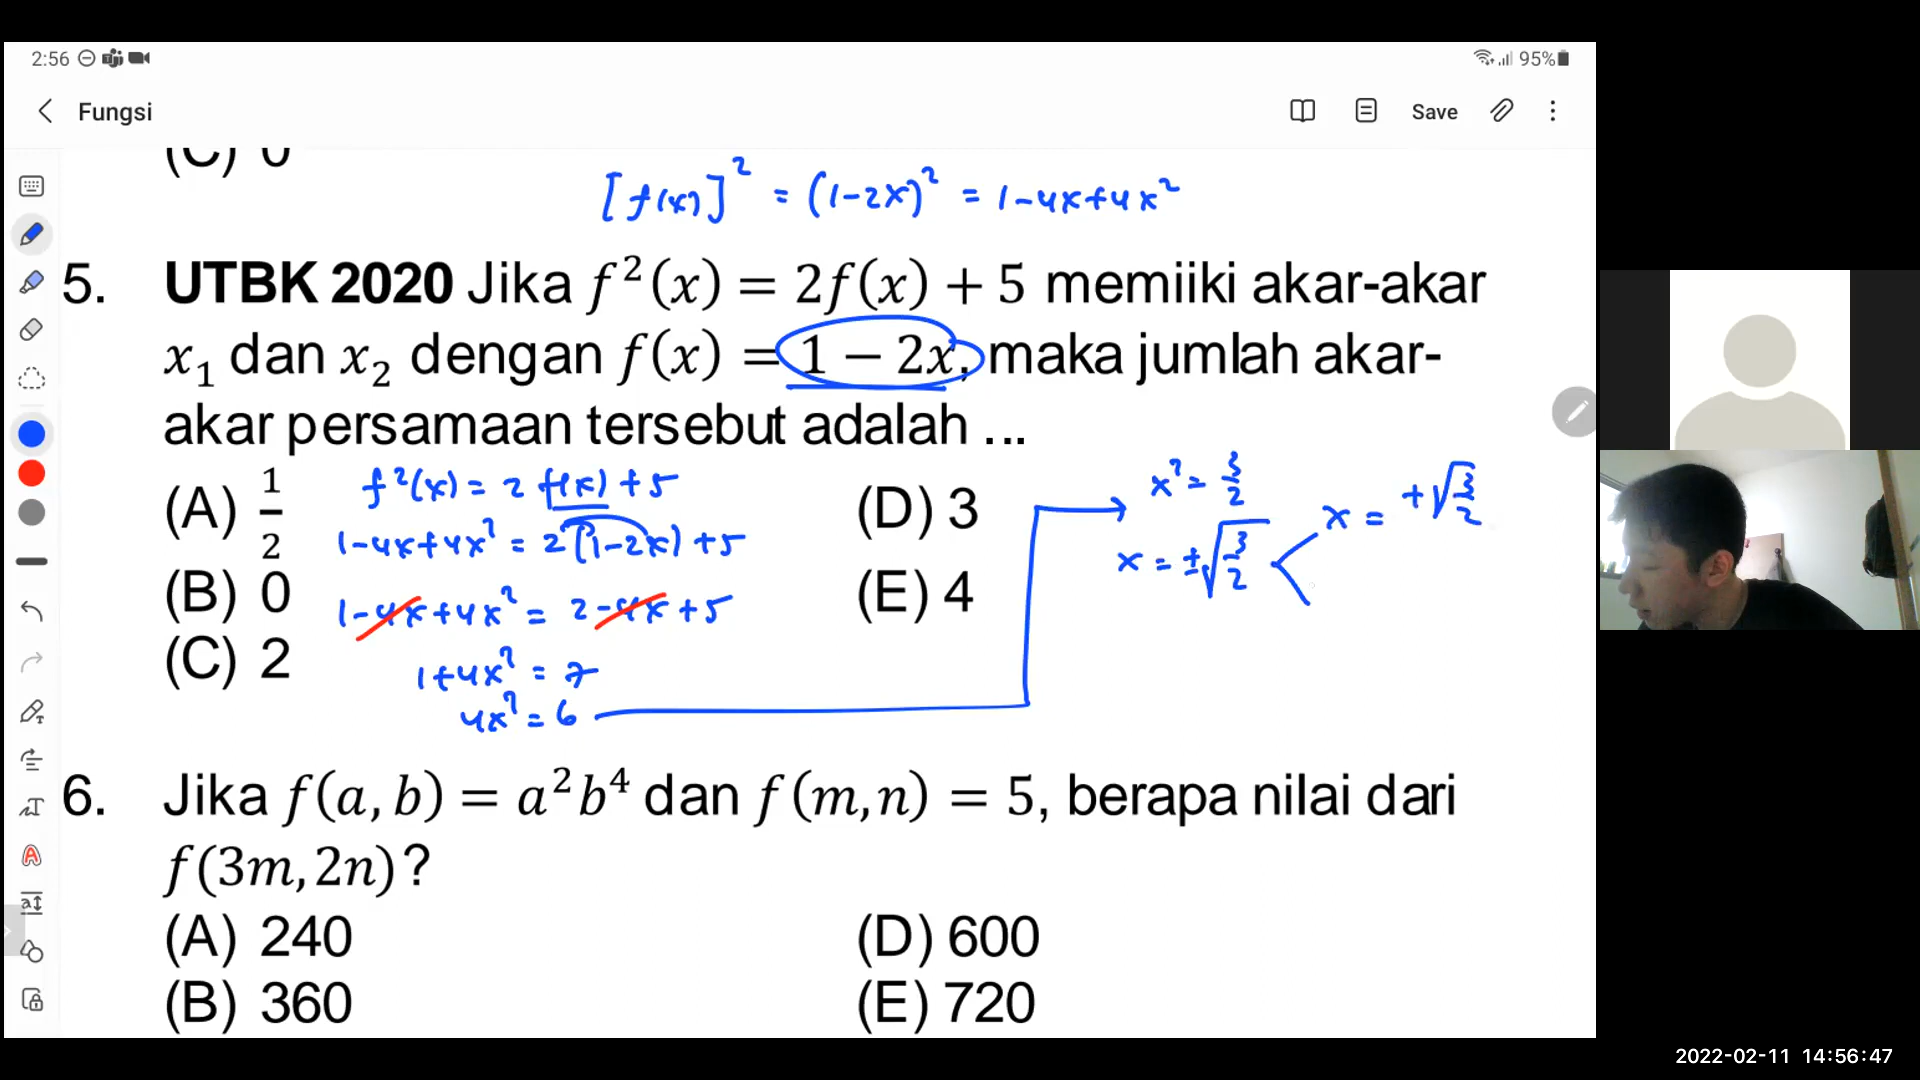 2:56 95%
Fungsi Save
(C) 0
[f(x)]² = (1-2x)² = 1-4x+4x²
5. UTBK 2020 Jika f²(x) = 2f(x) + 5 memiiki akar-akar
x₁ dan x₂ dengan f(x) = 1 − 2x, maka jumlah akar-
akar persamaan tersebut adalah ...
(A) 1/2
(B) 0
(C) 2
(D) 3
(E) 4
f²(x) = 2 f(x) + 5
1-4x+4x² = 2(1-2x) + 5
1-4x+4x² = 2-4x+5
1+4x² = 7
4x² = 6
x² = 3/2
x = ±√3/2
x = +√3/2
6. Jika f(a, b) = a²b⁴ dan f(m, n) = 5, berapa nilai dari
f(3m, 2n)?
(A) 240
(B) 360
(D) 600
(E) 720
2022-02-11 14:56:47